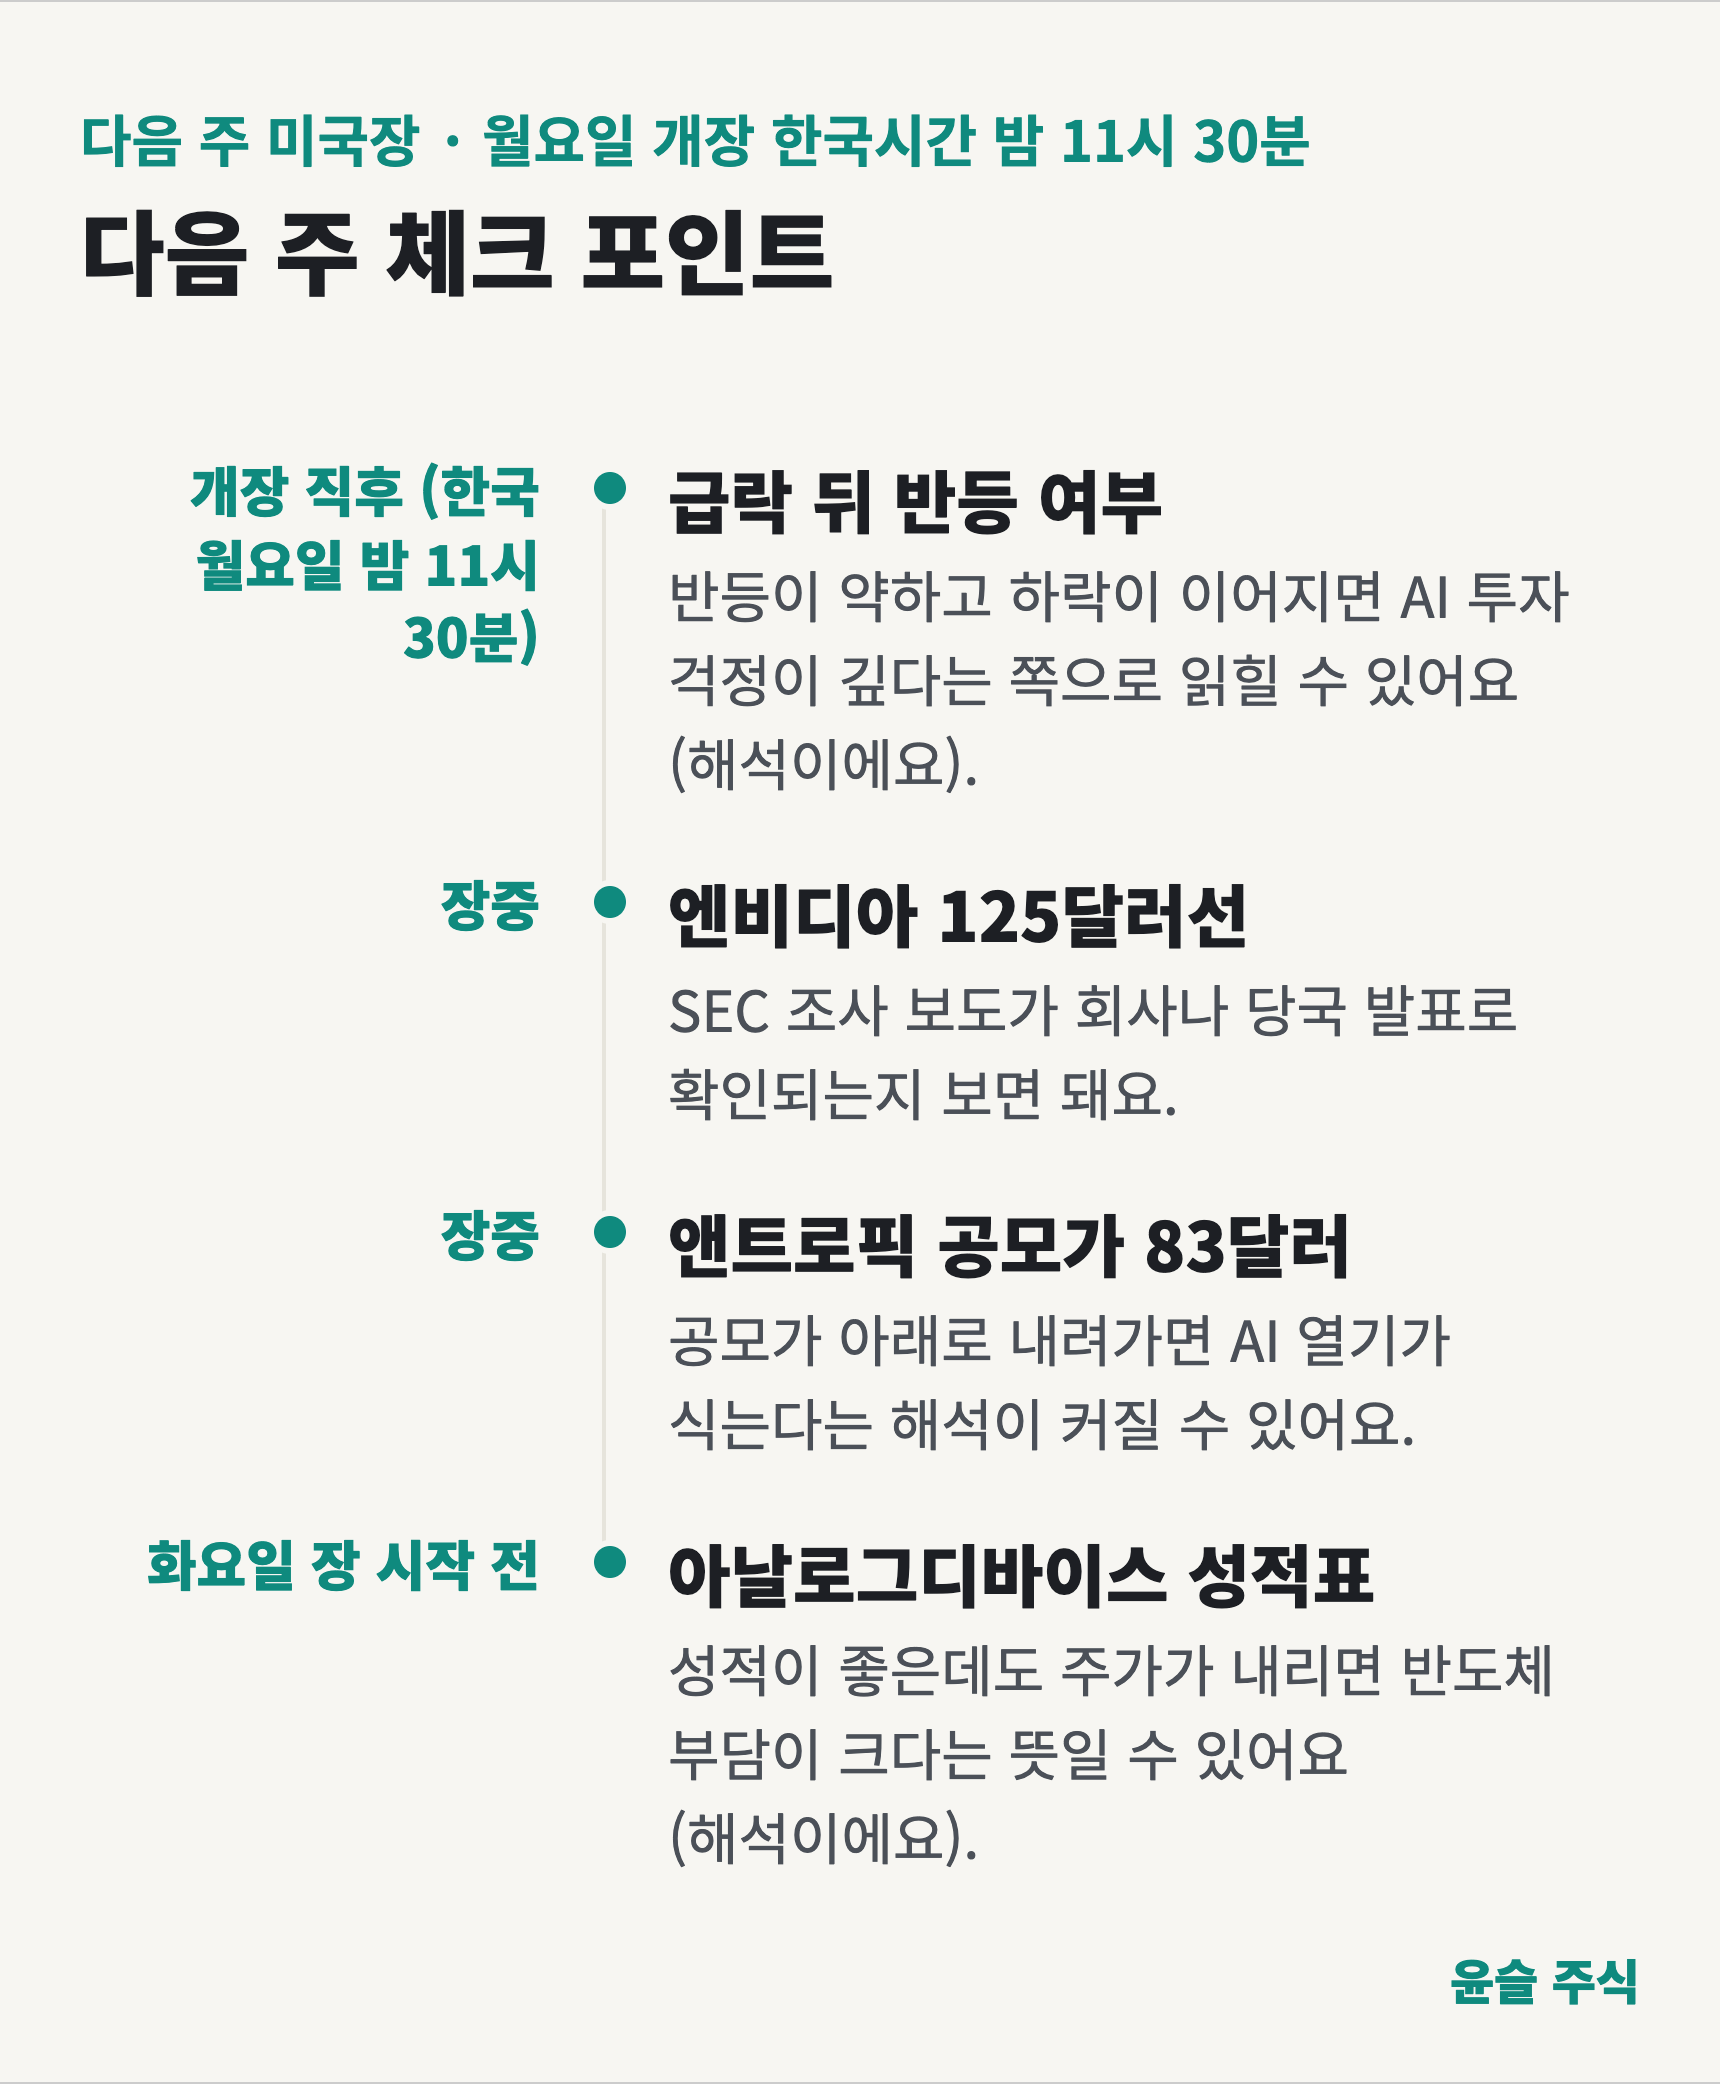 다음 주 미국장 · 월요일 개장 한국시간 밤 11시 30분
다음 주 체크 포인트
개장 직후 (한국
월요일 밤 11시
30분)
급락 뒤 반등 여부
반등이 약하고 하락이 이어지면 AI 투자
걱정이 깊다는 쪽으로 읽힐 수 있어요
(해석이에요).
장중
엔비디아 125달러선
SEC 조사 보도가 회사나 당국 발표로
확인되는지 보면 돼요.
장중
앤트로픽 공모가 83달러
공모가 아래로 내려가면 AI 열기가
식는다는 해석이 커질 수 있어요.
화요일 장 시작 전
아날로그디바이스 성적표
성적이 좋은데도 주가가 내리면 반도체
부담이 크다는 뜻일 수 있어요
(해석이에요).
윤슬 주식